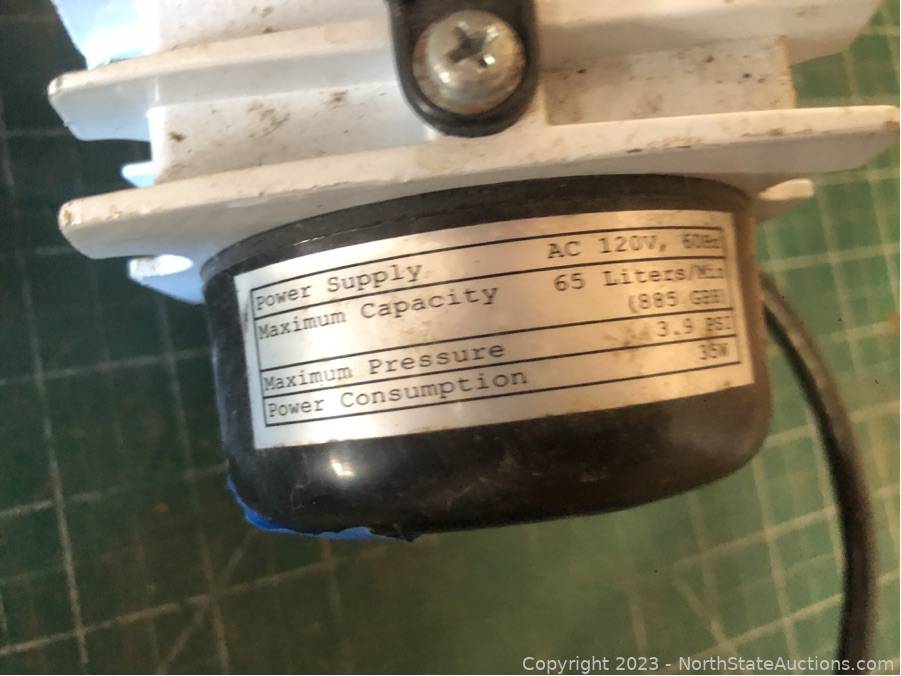 Power Supply AC 120V, 60Hz
Maximum Capacity 65 Liters/Min
(885 GPH)
Maximum Pressure 3.9 PSI
Power Consumption 35W
Copyright 2023 - NorthStateAuctions.com